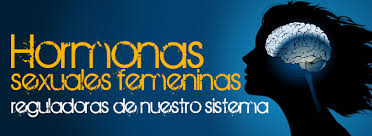 Hormonas
sexuales femeninas
reguladoras de nuestro sistema